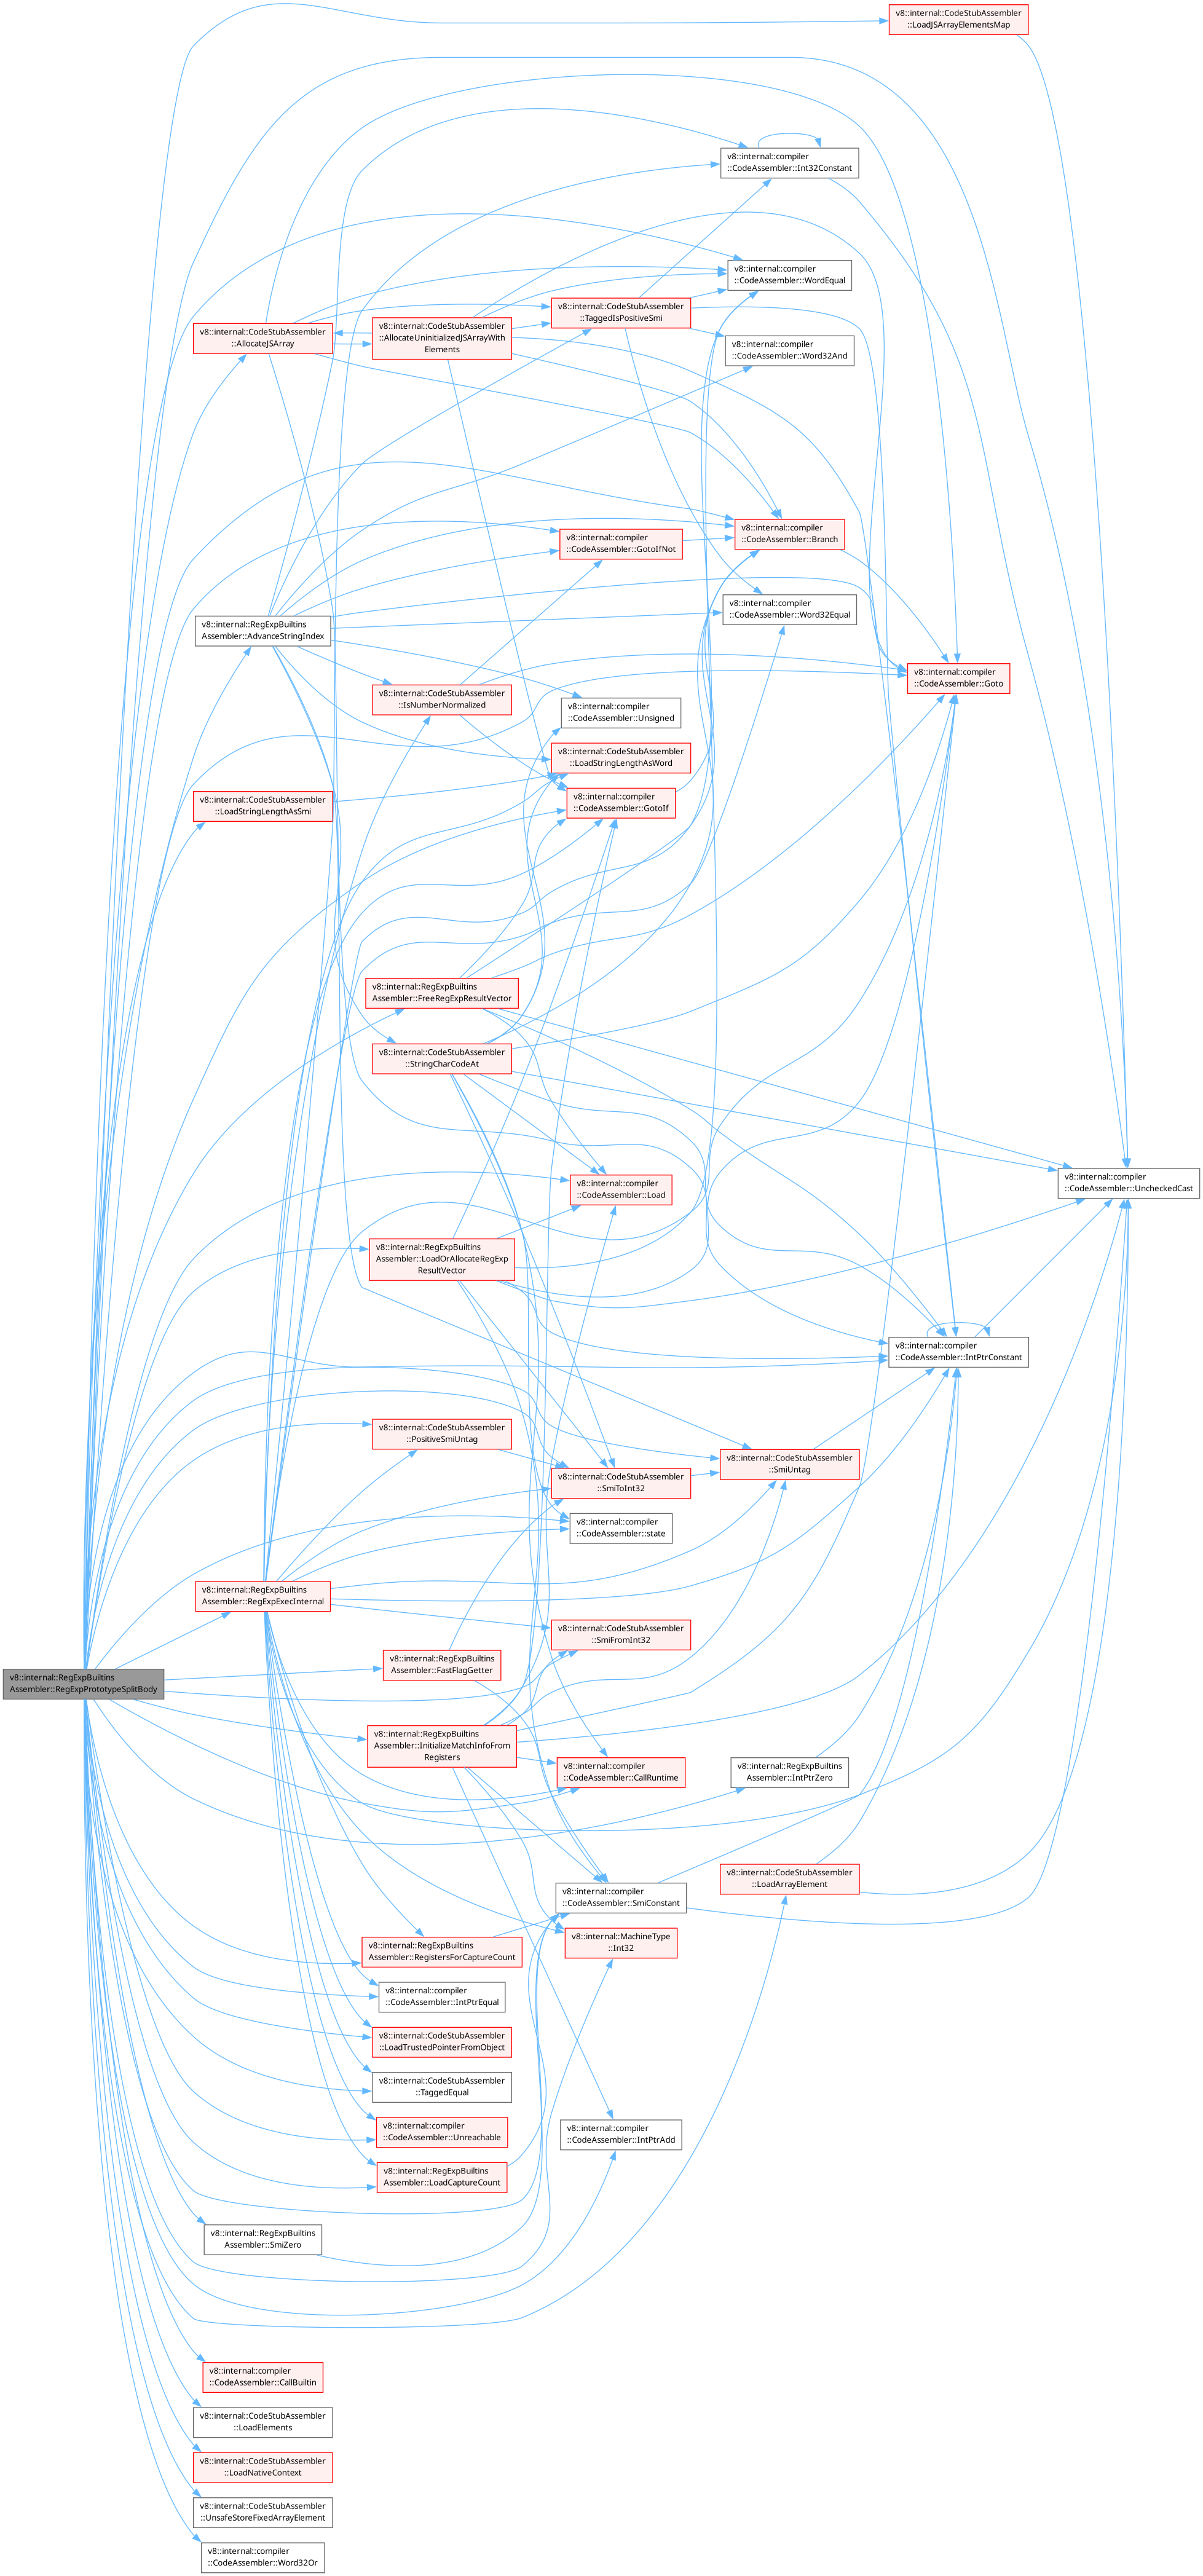 v8::internal::CodeStubAssembler
::LoadJSArrayElementsMap
v8::internal::compiler
::CodeAssembler::Int32Constant
v8::internal::compiler
::CodeAssembler::WordEqual
v8::internal::CodeStubAssembler
::TaggedIsPositiveSmi
v8::internal::CodeStubAssembler
::AllocateJSArray
v8::internal::CodeStubAssembler
::AllocateUninitializedJSArrayWith
Elements
v8::internal::compiler
::CodeAssembler::Word32And
v8::internal::compiler
::CodeAssembler::Branch
v8::internal::compiler
::CodeAssembler::GotoIfNot
v8::internal::compiler
::CodeAssembler::Word32Equal
v8::internal::RegExpBuiltins
Assembler::AdvanceStringIndex
v8::internal::compiler
::CodeAssembler::Goto
v8::internal::CodeStubAssembler
::IsNumberNormalized
v8::internal::compiler
::CodeAssembler::Unsigned
v8::internal::CodeStubAssembler
::LoadStringLengthAsWord
v8::internal::CodeStubAssembler
::LoadStringLengthAsSmi
v8::internal::compiler
::CodeAssembler::GotoIf
v8::internal::RegExpBuiltins
Assembler::FreeRegExpResultVector
v8::internal::CodeStubAssembler
::StringCharCodeAt
v8::internal::compiler
::CodeAssembler::Load
v8::internal::compiler
::CodeAssembler::UncheckedCast
v8::internal::RegExpBuiltins
Assembler::LoadOrAllocateRegExp
ResultVector
v8::internal::compiler
::CodeAssembler::IntPtrConstant
v8::internal::CodeStubAssembler
::PositiveSmiUntag
v8::internal::CodeStubAssembler
::SmiToInt32
v8::internal::CodeStubAssembler
::SmiUntag
v8::internal::compiler
::CodeAssembler::state
v8::internal::RegExpBuiltins
Assembler::RegExpExecInternal
v8::internal::CodeStubAssembler
::SmiFromInt32
v8::internal::RegExpBuiltins
Assembler::FastFlagGetter
v8::internal::RegExpBuiltins
Assembler::RegExpPrototypeSplitBody
v8::internal::RegExpBuiltins
Assembler::InitializeMatchInfoFrom
Registers
v8::internal::compiler
::CodeAssembler::CallRuntime
v8::internal::RegExpBuiltins
Assembler::IntPtrZero
v8::internal::CodeStubAssembler
::LoadArrayElement
v8::internal::compiler
::CodeAssembler::SmiConstant
v8::internal::MachineType
::Int32
v8::internal::RegExpBuiltins
Assembler::RegistersForCaptureCount
v8::internal::compiler
::CodeAssembler::IntPtrEqual
v8::internal::CodeStubAssembler
::LoadTrustedPointerFromObject
v8::internal::CodeStubAssembler
::TaggedEqual
v8::internal::compiler
::CodeAssembler::Unreachable
v8::internal::compiler
::CodeAssembler::IntPtrAdd
v8::internal::RegExpBuiltins
Assembler::LoadCaptureCount
v8::internal::RegExpBuiltins
Assembler::SmiZero
v8::internal::compiler
::CodeAssembler::CallBuiltin
v8::internal::CodeStubAssembler
::LoadElements
v8::internal::CodeStubAssembler
::LoadNativeContext
v8::internal::CodeStubAssembler
::UnsafeStoreFixedArrayElement
v8::internal::compiler
::CodeAssembler::Word32Or